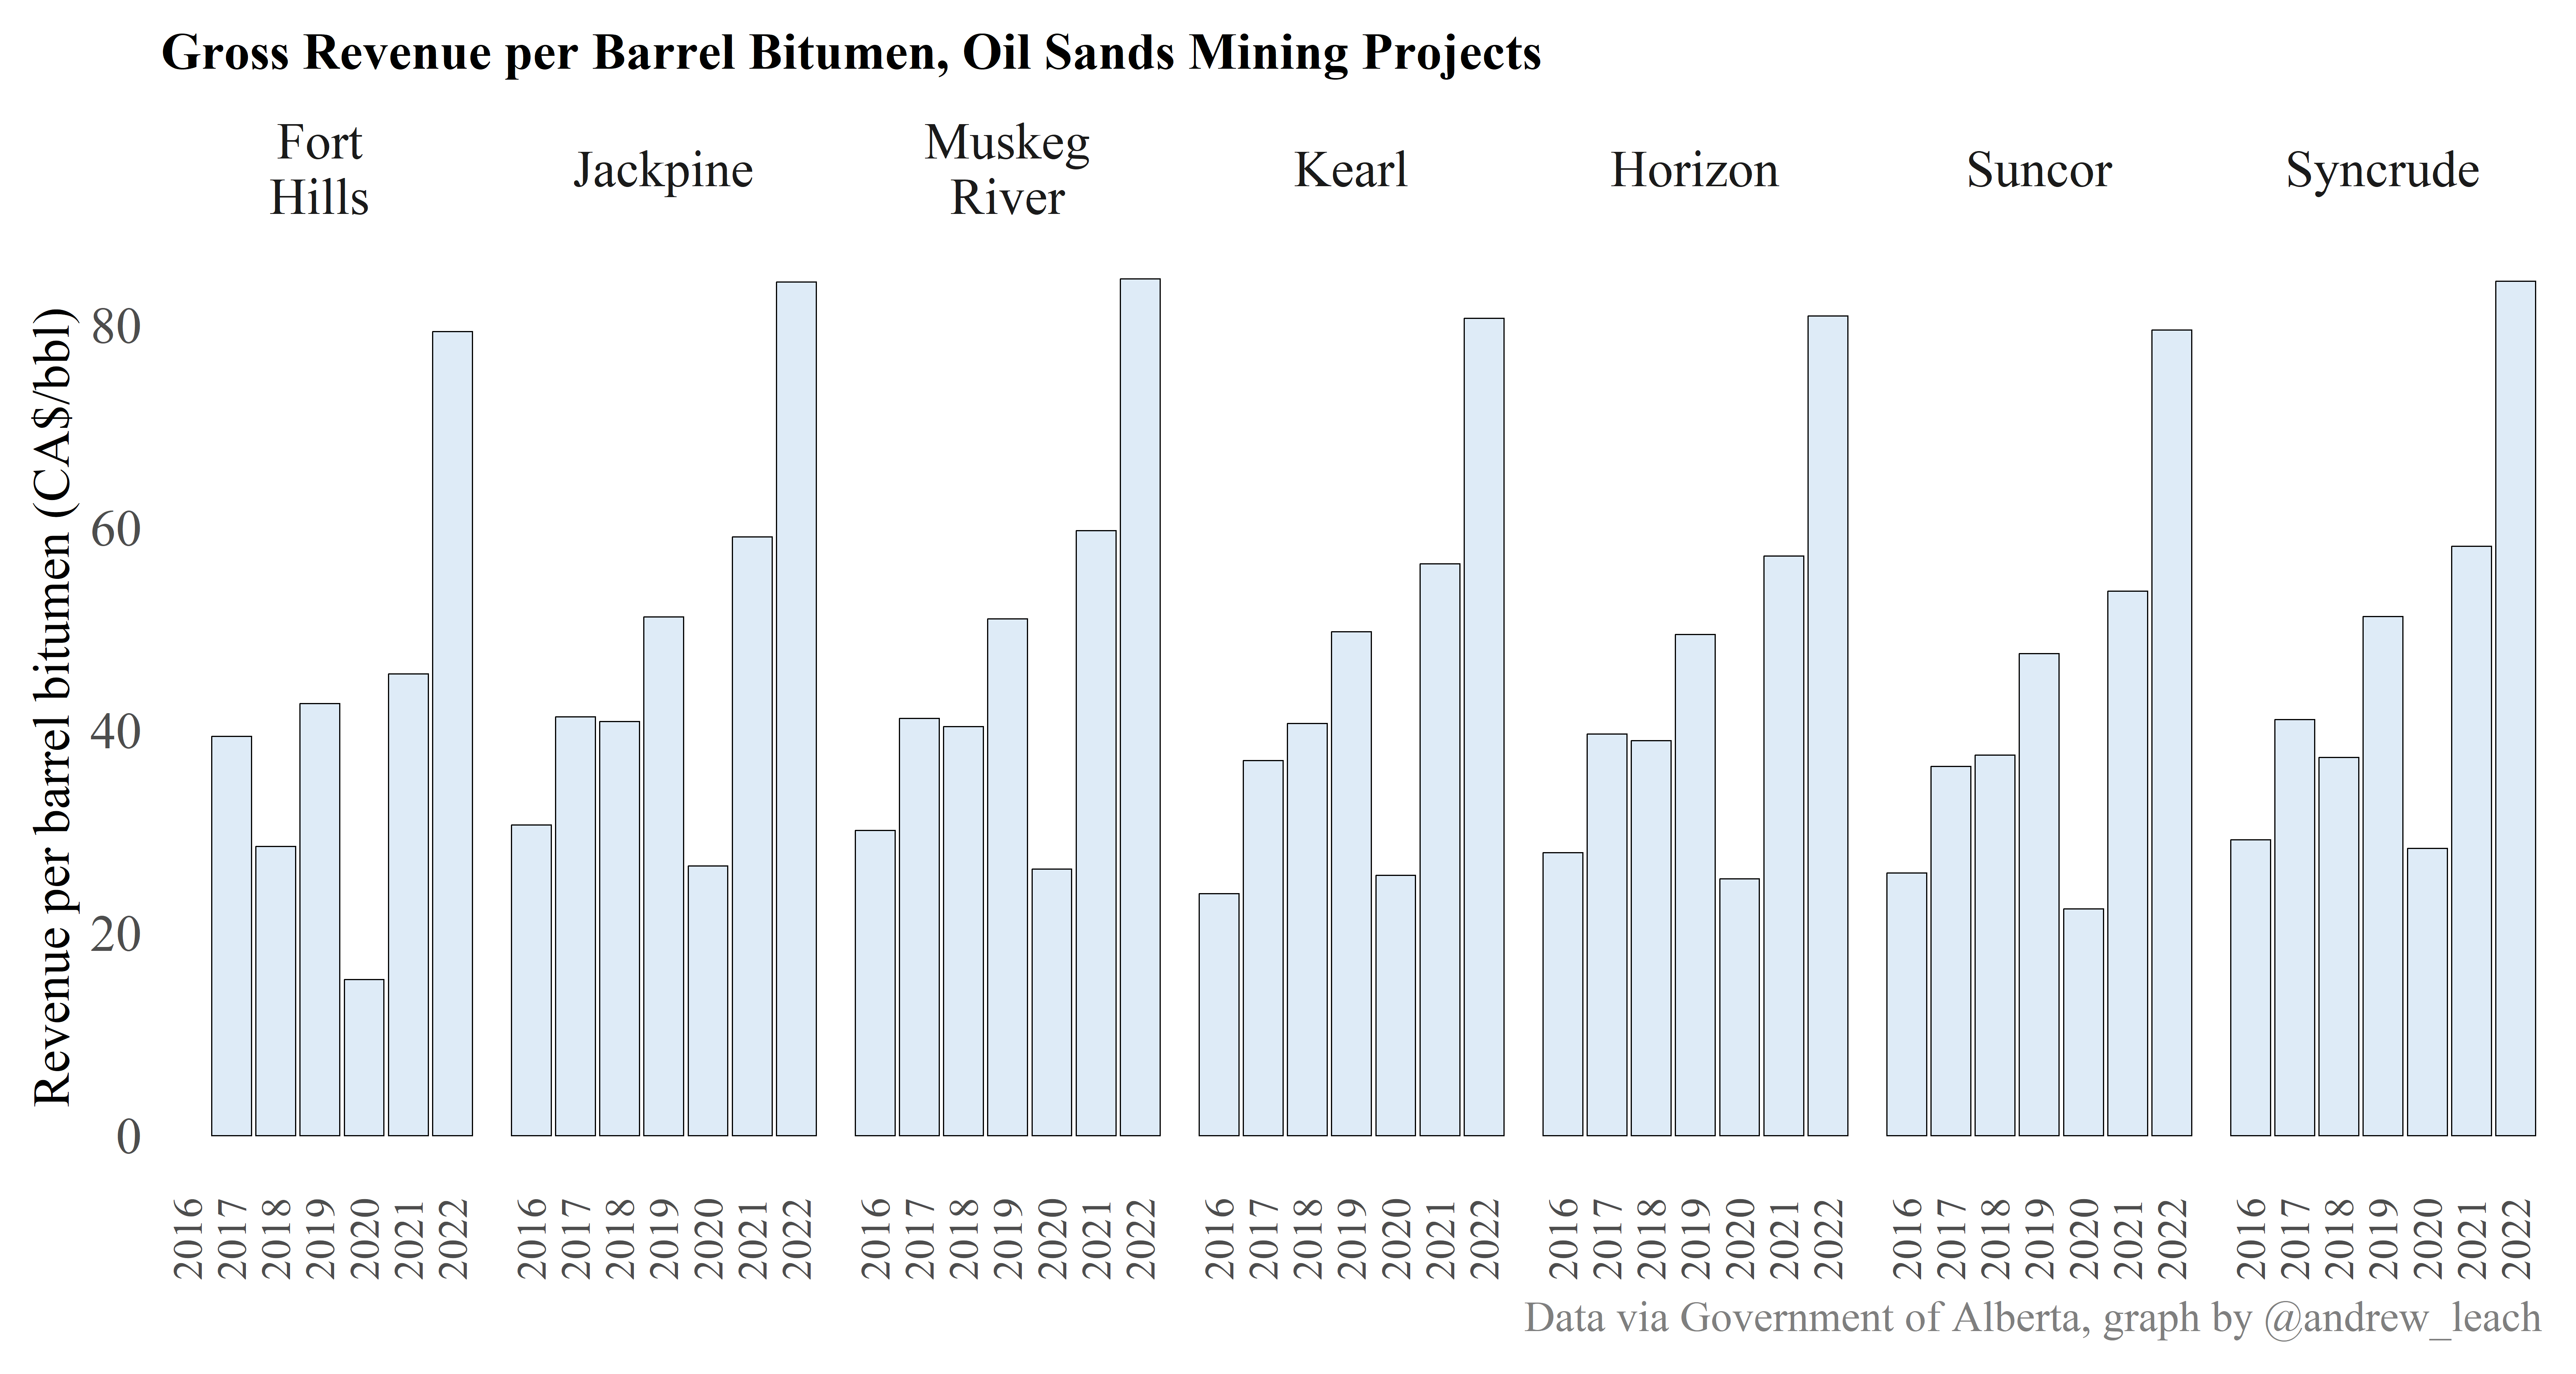 Gross Revenue per Barrel Bitumen, Oil Sands Mining Projects
Fort
Hills
Jackpine
Muskeg
River
Kearl
Horizon
Suncor
Syncrude
Revenue per barrel bitumen (CA$/bbl)
80
60
40
20
0
2016 2017 2018 2019 2020 2021 2022
2016 2017 2018 2019 2020 2021 2022
2016 2017 2018 2019 2020 2021 2022
2016 2017 2018 2019 2020 2021 2022
2016 2017 2018 2019 2020 2021 2022
2016 2017 2018 2019 2020 2021 2022
2016 2017 2018 2019 2020 2021 2022
Data via Government of Alberta, graph by @andrew_leach